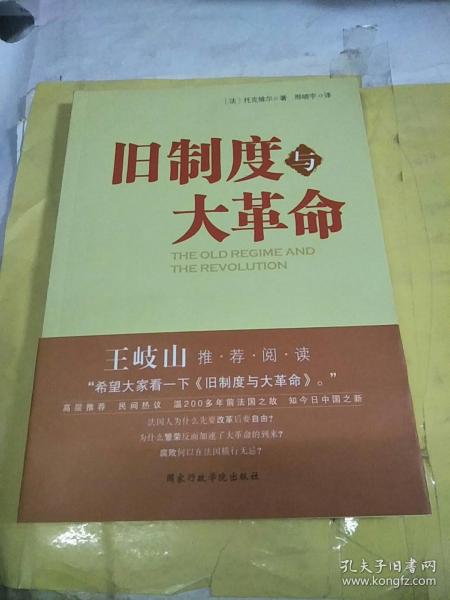 〔法〕托克维尔◎著 邢晓宇◎译
旧制度与
大革命
THE OLD REGIME AND
THE REVOLUTION
王岐山 推·荐·阅·读
“希望大家看一下《旧制度与大革命》。”
高层推荐 民间热议 温200多年前法国之故 知今日中国之新
法国人为什么先要改革后要自由？
为什么繁荣反而加速了大革命的到来？
腐败何以在法国横行无忌？
国家行政学院出版社
孔夫子旧书网
www.kongfz.com